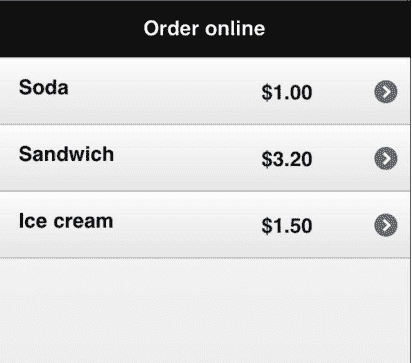 Order online
Soda $1.00
Sandwich $3.20
Ice cream $1.50